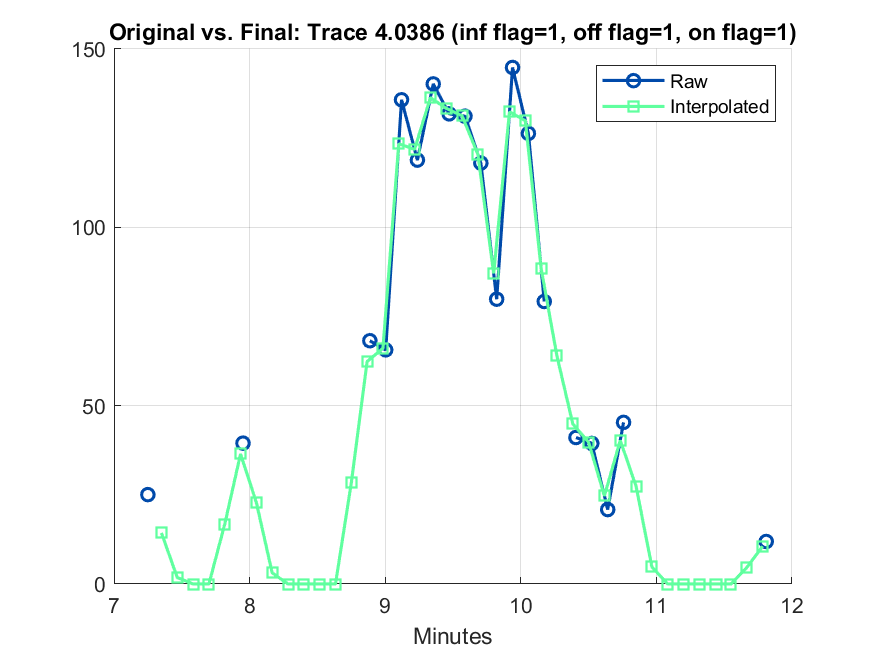 Original vs. Final: Trace 4.0386 (inf flag=1, off flag=1, on flag=1)
150
Raw
Interpolated
100
50
0
7 8 9 10 11 12
Minutes